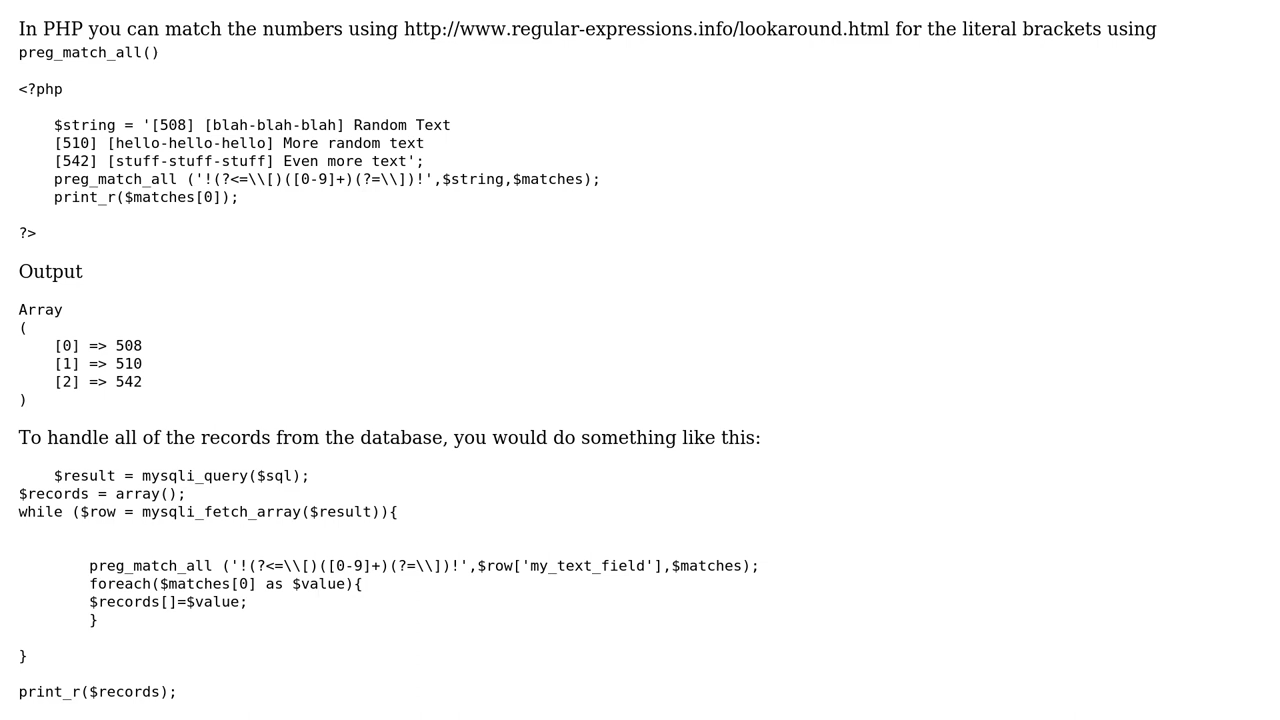 In PHP you can match the numbers using http://www.regular-expressions.info/lookaround.html for the literal brackets using
preg_match_all()
<?php
    $string = '[508] [blah-blah-blah] Random Text
    [510] [hello-hello-hello] More random text
    [542] [stuff-stuff-stuff] Even more text';
    preg_match_all ('!(?<=\\[)([0-9]+)(?=\\])!',$string,$matches);
    print_r($matches[0]);
?>
Output
Array
(
    [0] => 508
    [1] => 510
    [2] => 542
)
To handle all of the records from the database, you would do something like this:
    $result = mysqli_query($sql);
$records = array();
while ($row = mysqli_fetch_array($result)){
        preg_match_all ('!(?<=\\[)([0-9]+)(?=\\])!',$row['my_text_field'],$matches);
        foreach($matches[0] as $value){
        $records[]=$value;
        }
}
print_r($records);